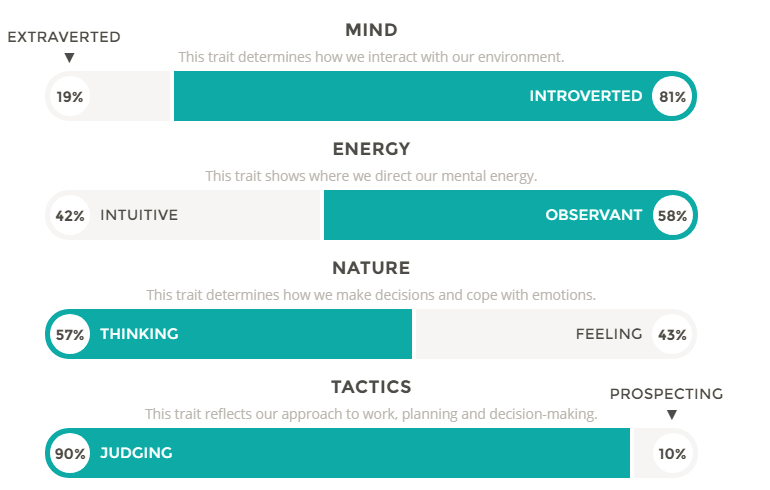 MIND
EXTRAVERTED
This trait determines how we interact with our environment.
19% INTROVERTED 81%
ENERGY
This trait shows where we direct our mental energy.
42% INTUITIVE OBSERVANT 58%
NATURE
This trait determines how we make decisions and cope with emotions.
57% THINKING FEELING 43%
TACTICS
PROSPECTING
This trait reflects our approach to work, planning and decision-making.
90% JUDGING 10%